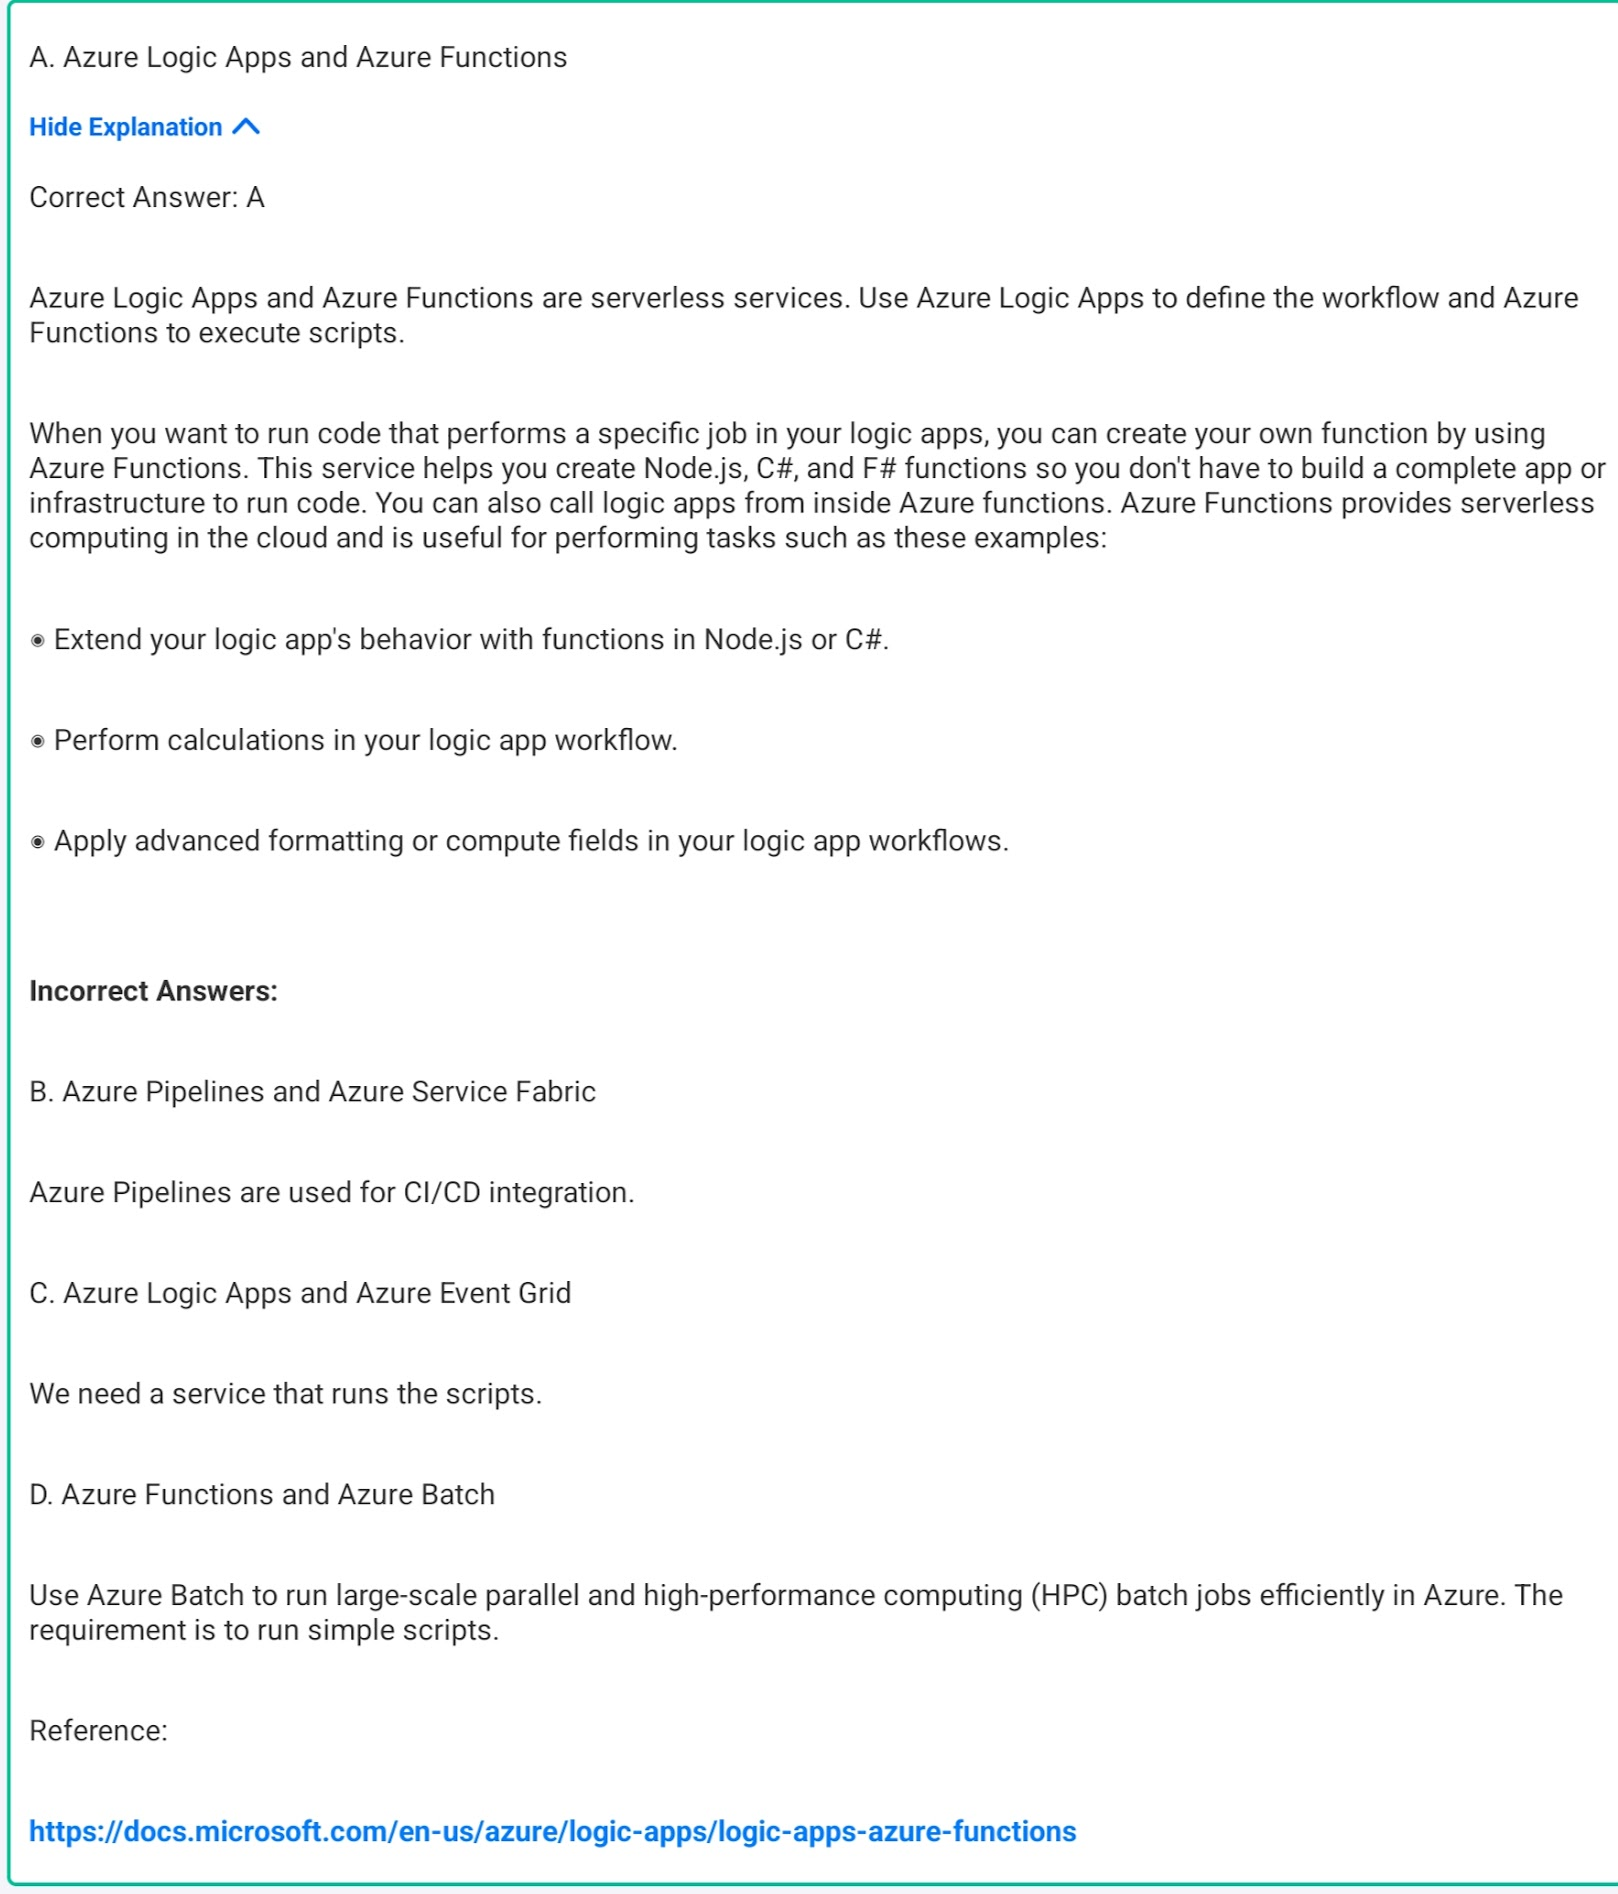 A. Azure Logic Apps and Azure Functions
Hide Explanation
Correct Answer: A
Azure Logic Apps and Azure Functions are serverless services. Use Azure Logic Apps to define the workflow and Azure
Functions to execute scripts.
When you want to run code that performs a specific job in your logic apps, you can create your own function by using
Azure Functions. This service helps you create Node.js, C#, and F# functions so you don't have to build a complete app or
infrastructure to run code. You can also call logic apps from inside Azure functions. Azure Functions provides serverless
computing in the cloud and is useful for performing tasks such as these examples:
◉ Extend your logic app's behavior with functions in Node.js or C#.
◉ Perform calculations in your logic app workflow.
◉ Apply advanced formatting or compute fields in your logic app workflows.
Incorrect Answers:
B. Azure Pipelines and Azure Service Fabric
Azure Pipelines are used for CI/CD integration.
C. Azure Logic Apps and Azure Event Grid
We need a service that runs the scripts.
D. Azure Functions and Azure Batch
Use Azure Batch to run large-scale parallel and high-performance computing (HPC) batch jobs efficiently in Azure. The
requirement is to run simple scripts.
Reference:
https://docs.microsoft.com/en-us/azure/logic-apps/logic-apps-azure-functions